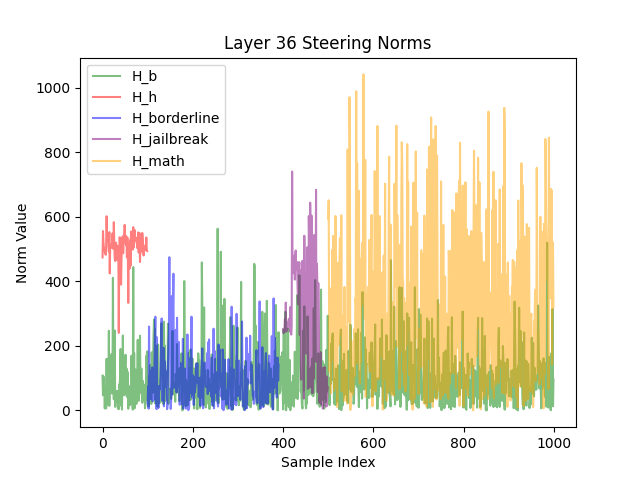 Layer 36 Steering Norms
H_b
H_h
H_borderline
H_jailbreak
H_math
Norm Value
1000
800
600
400
200
0
0 200 400 600 800 1000
Sample Index